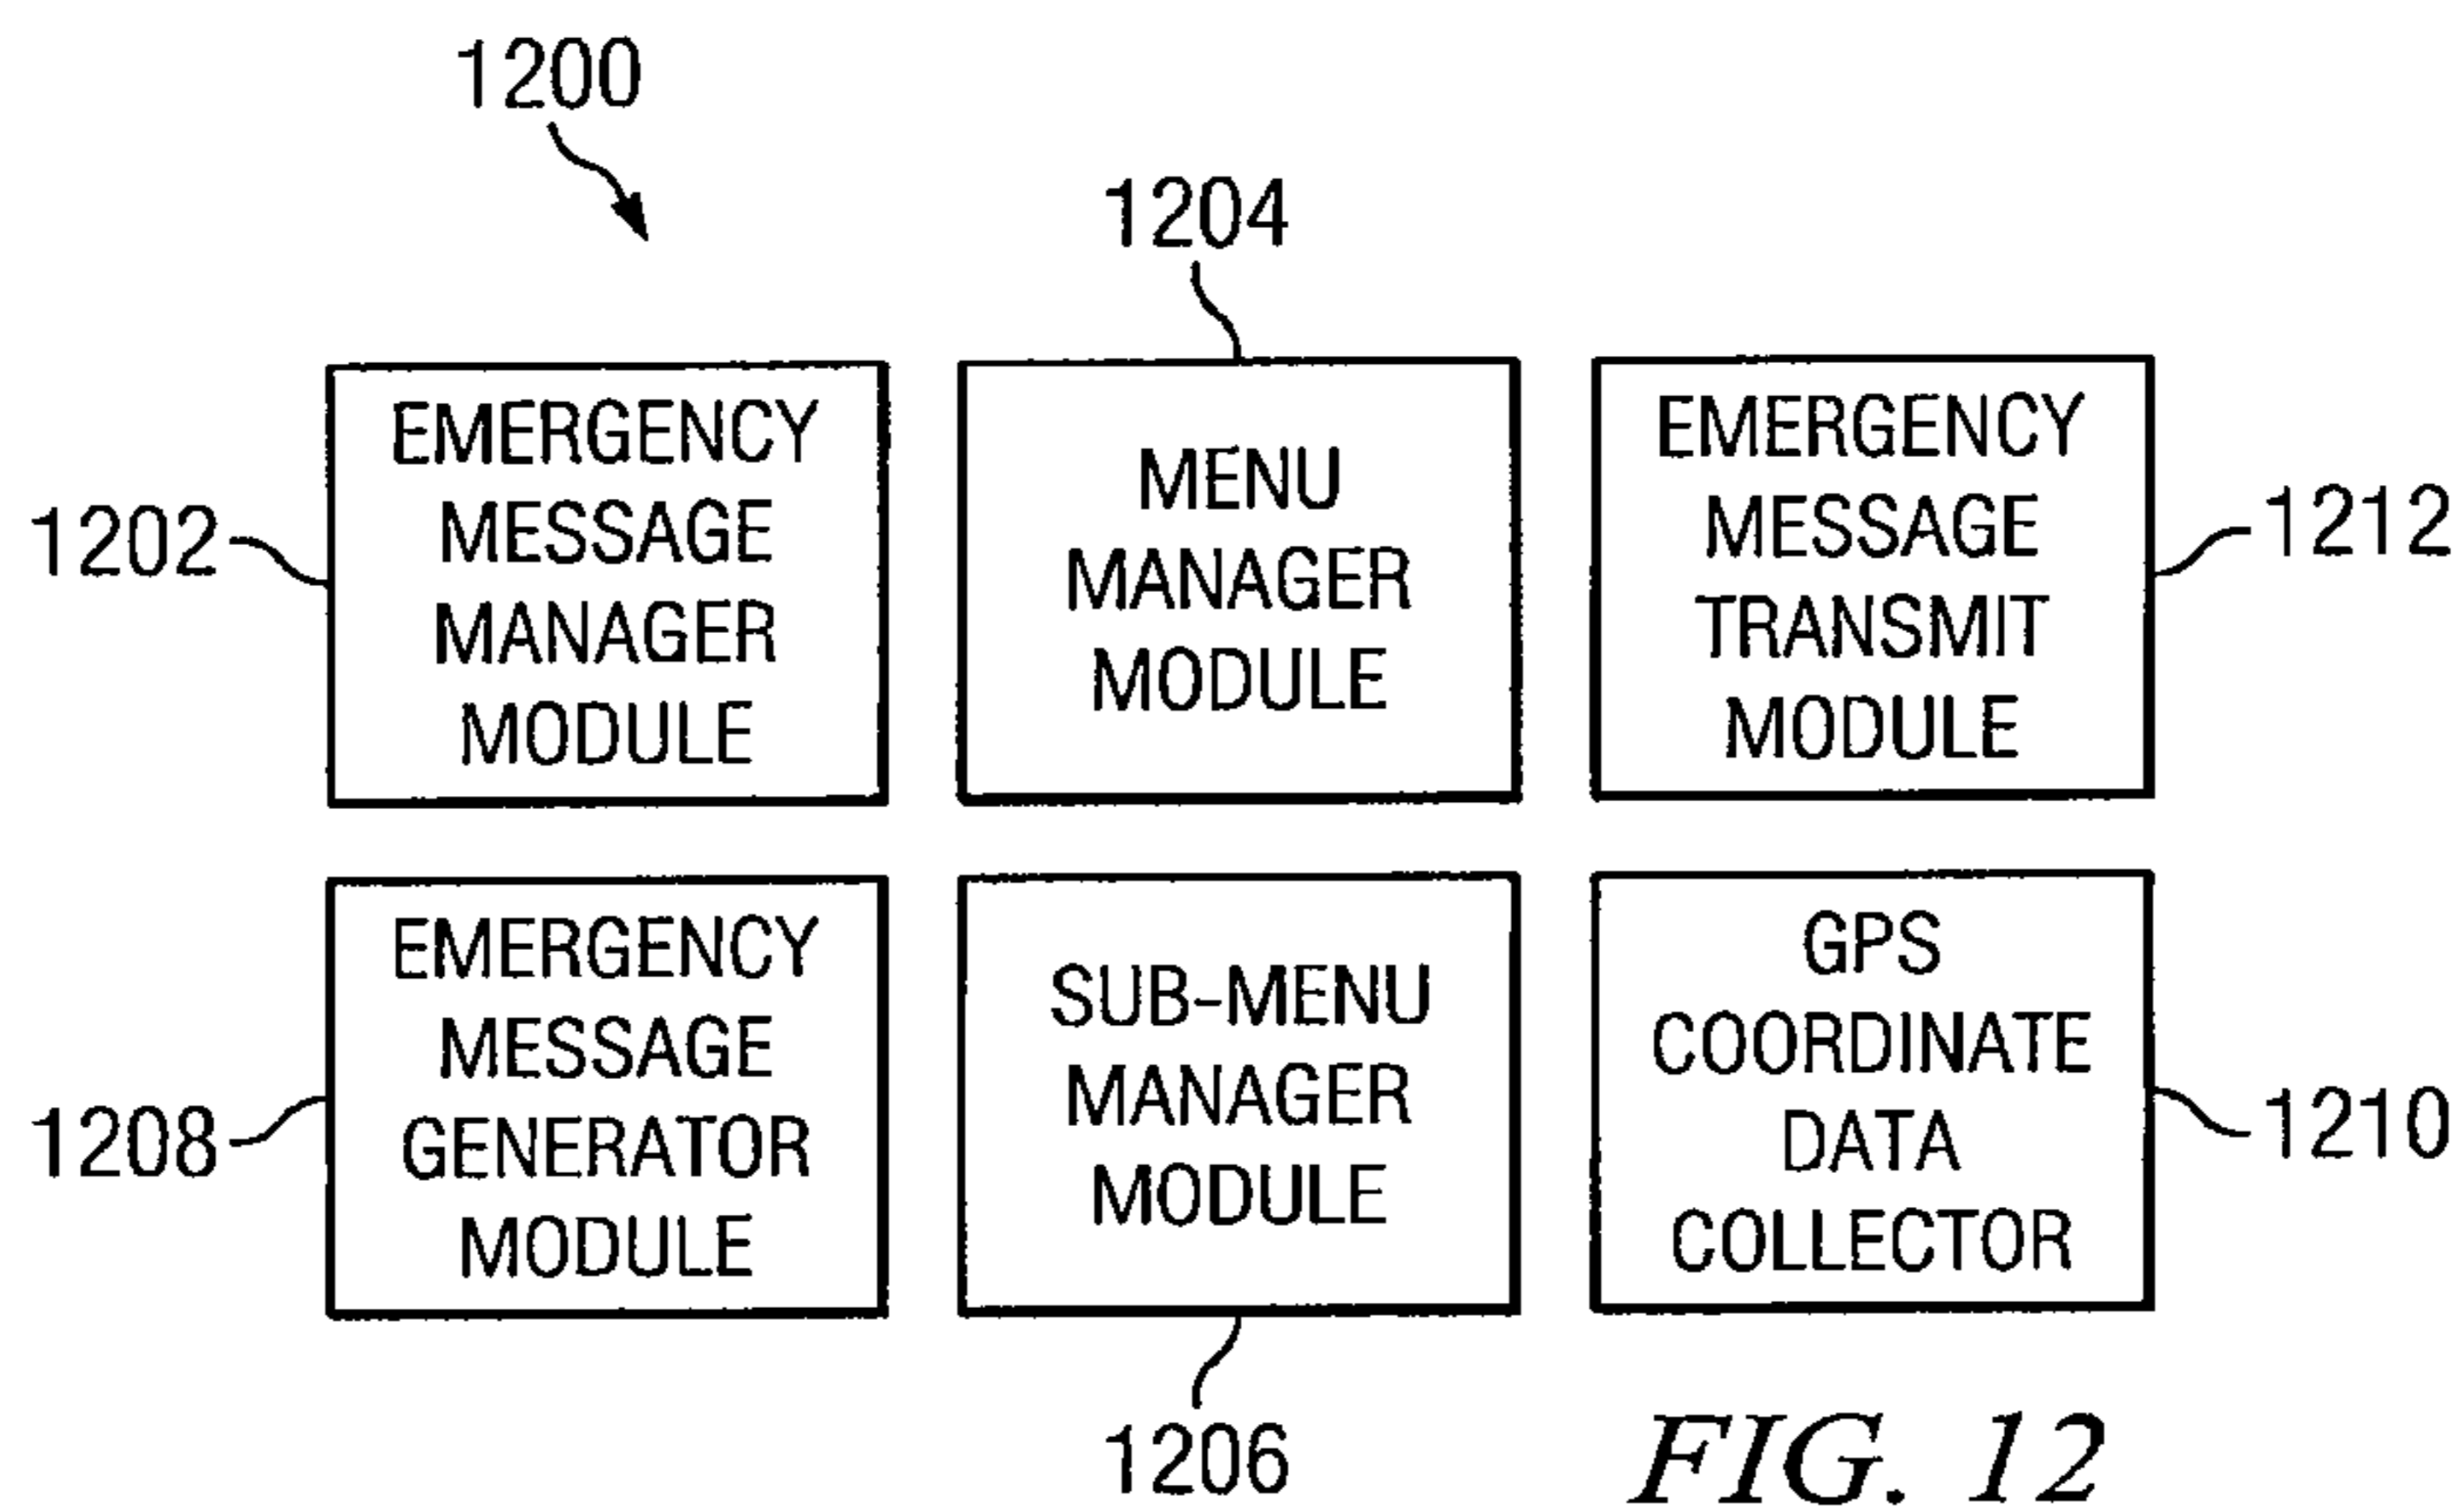 1200
1204
EMERGENCY
MESSAGE
MANAGER
MODULE
1202
MENU
MANAGER
MODULE
EMERGENCY
MESSAGE
TRANSMIT
MODULE
1212
EMERGENCY
MESSAGE
GENERATOR
MODULE
1208
SUB-MENU
MANAGER
MODULE
1206
GPS
COORDINATE
DATA
COLLECTOR
1210
FIG. 12